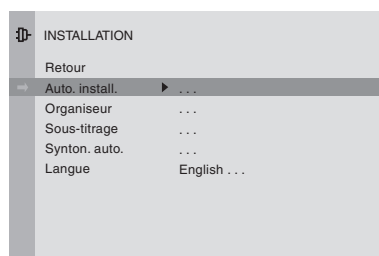 INSTALLATION
Retour
Auto. install. ...
Organiseur ...
Sous-titrage ...
Synton. auto. ...
Langue English ...